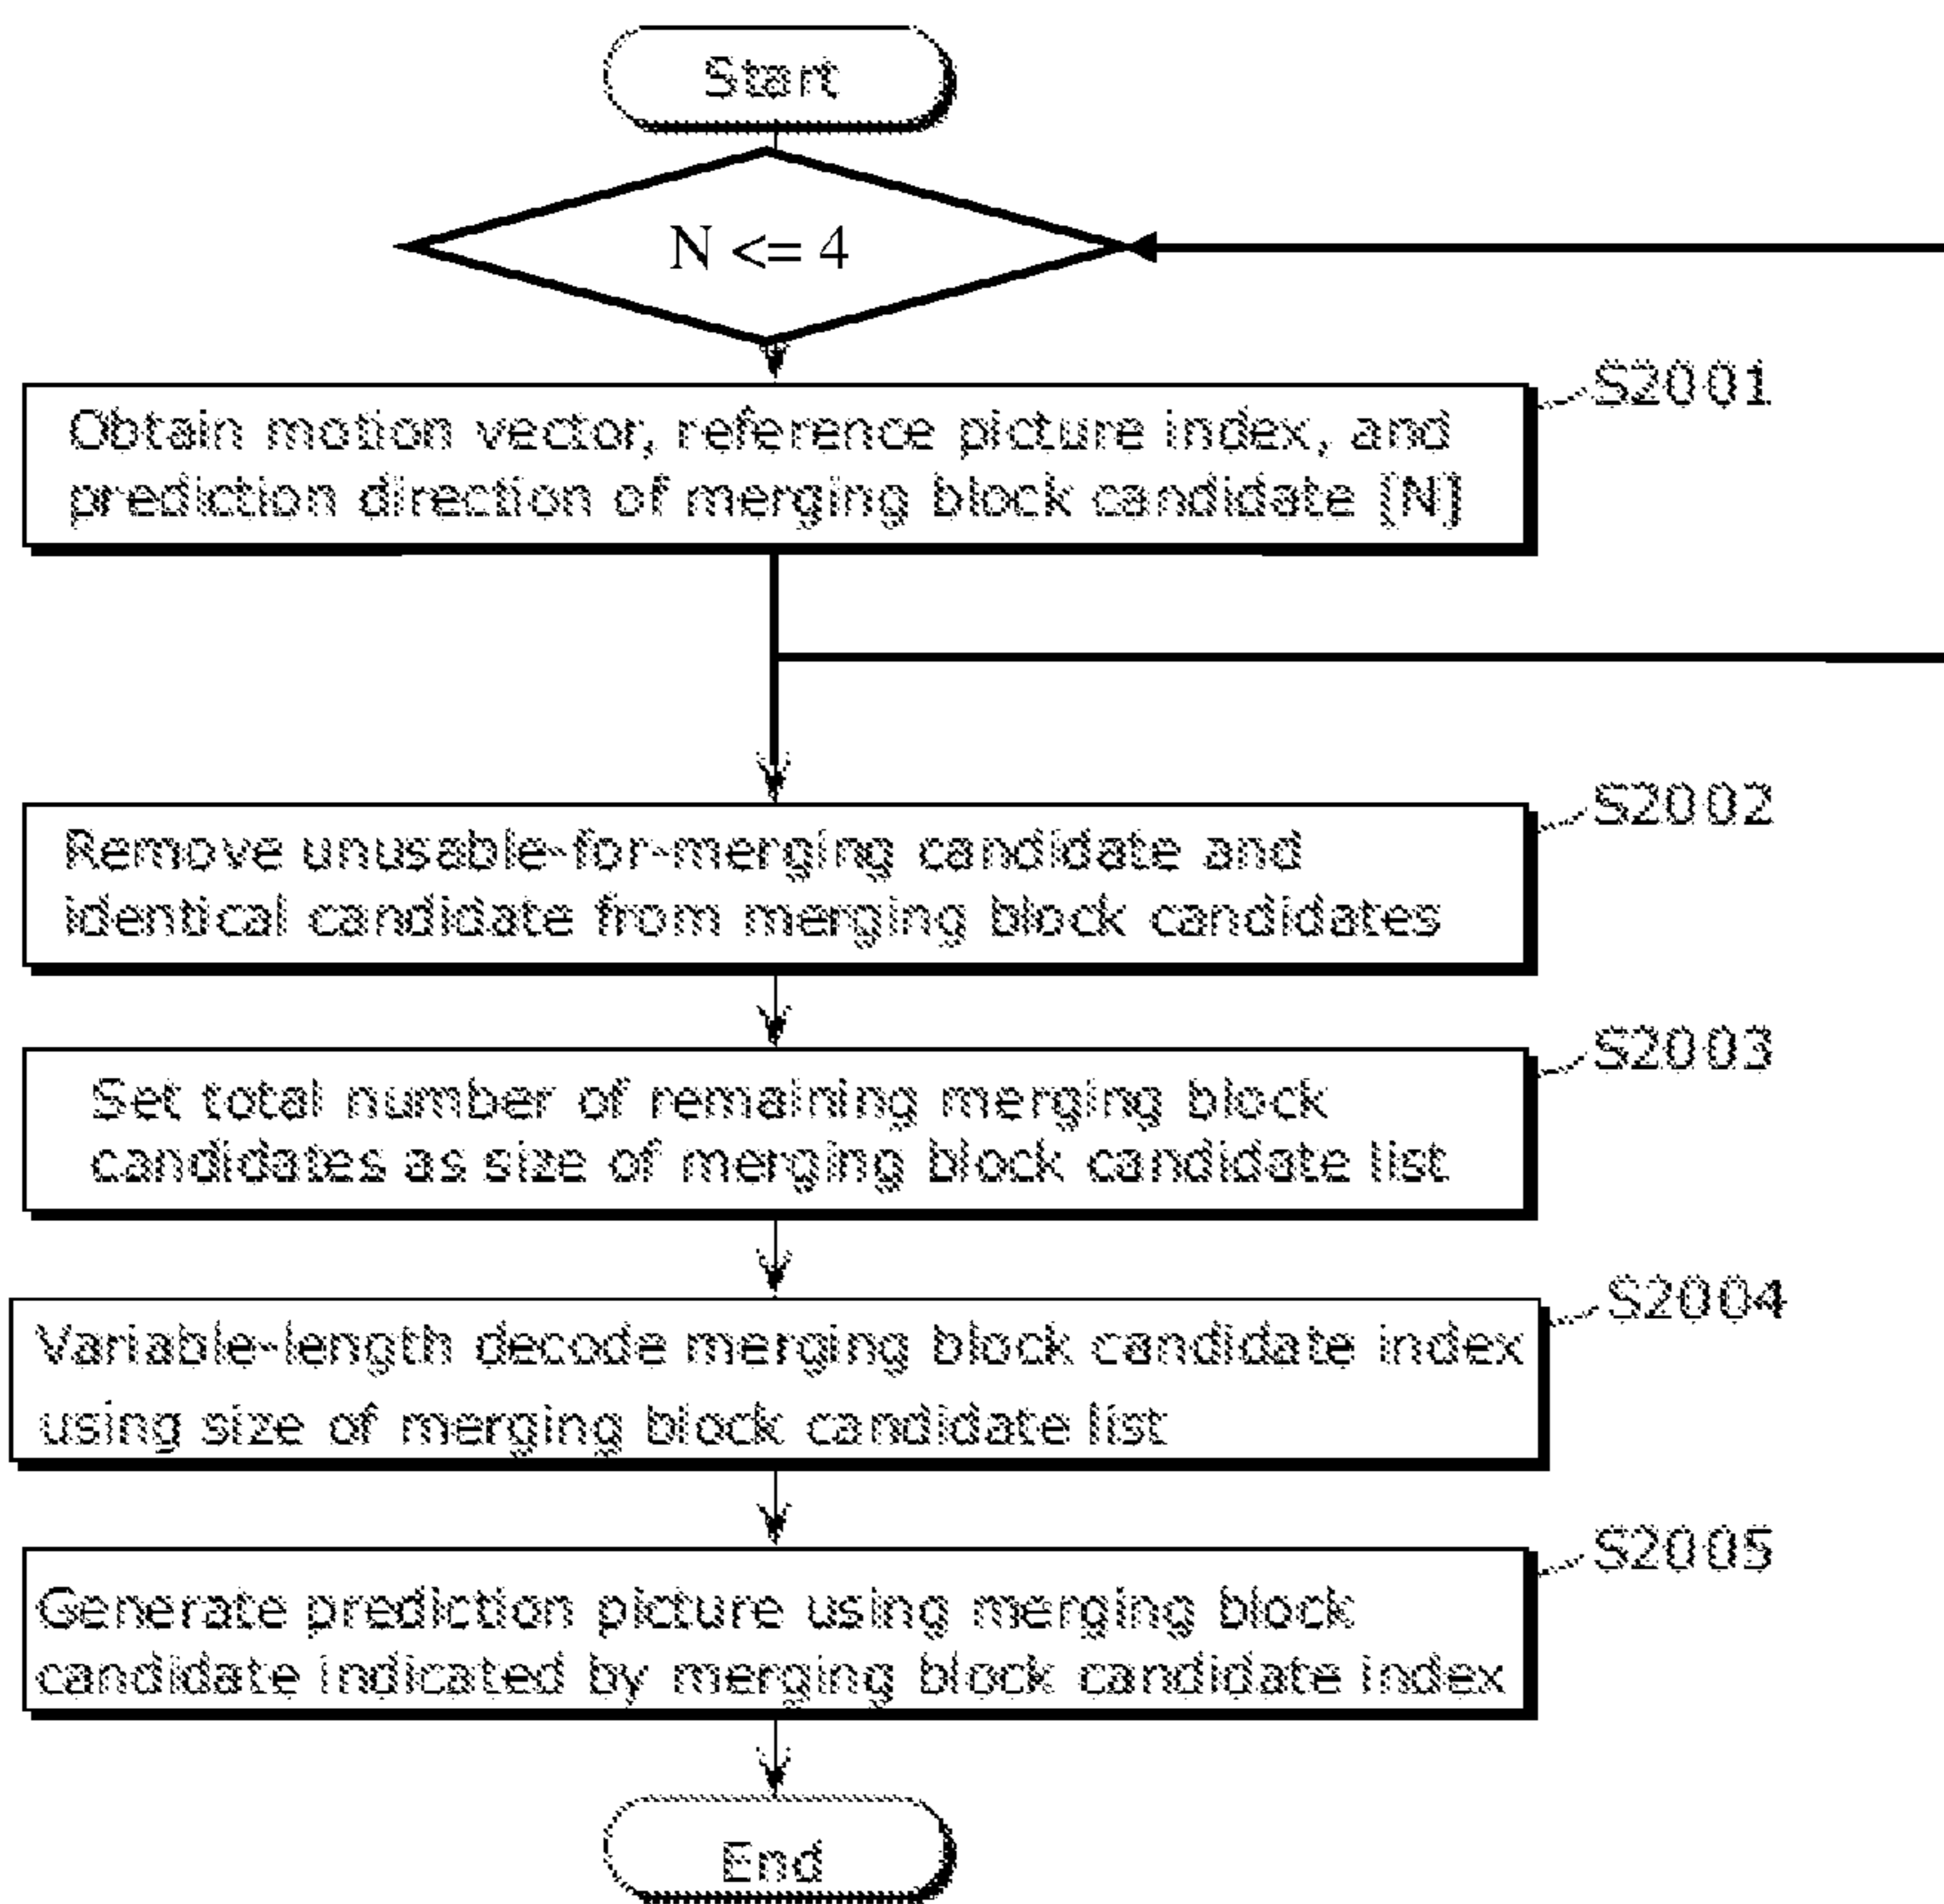 Start
N <= 4
S2001
Obtain motion vector, reference picture index, and
prediction direction of merging block candidate [N]
S2002
Remove unusable-for-merging candidate and
identical candidate from merging block candidates
S2003
Set total number of remaining merging block
candidates as size of merging block candidate list
S2004
Variable-length decode merging block candidate index
using size of merging block candidate list
S2005
Generate prediction picture using merging block
candidate indicated by merging block candidate index
End